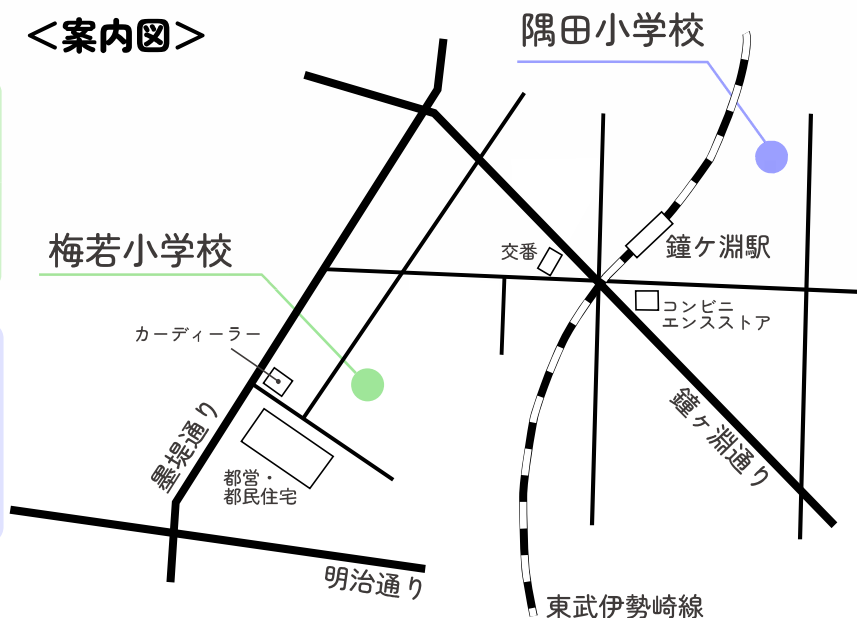 ＜案内図＞
隅田小学校
梅若小学校
交番
鐘ケ淵駅
コンビニ
エンスストア
カーディーラー
鐘ヶ淵通り
墨堤通り
都営・
都民住宅
明治通り
東武伊勢崎線